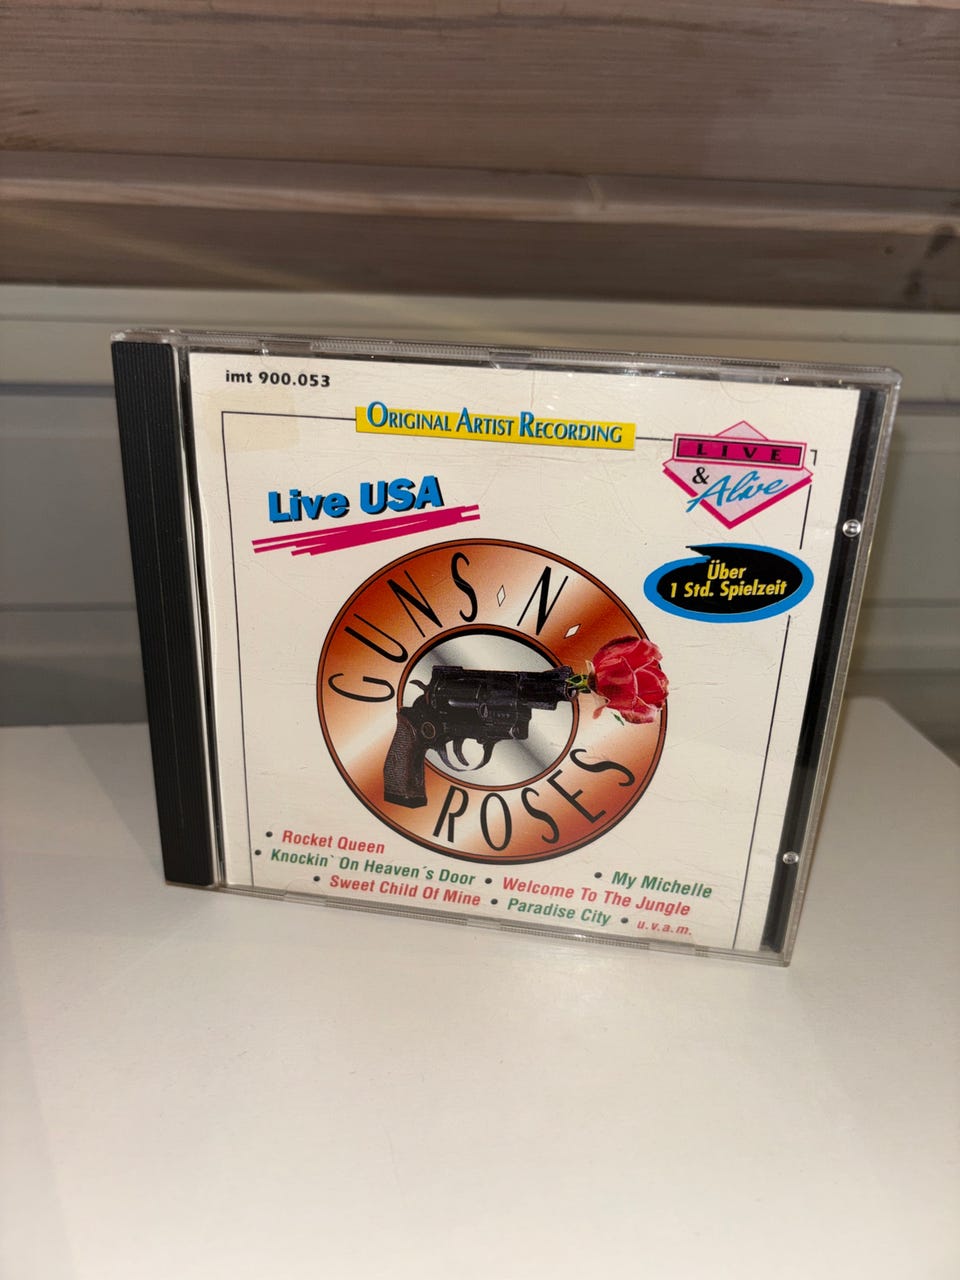 imt 900.053
ORIGINAL ARTIST RECORDING
LIVE
& Alive
Live USA
Über
1 Std. Spielzeit
GUNS N
ROSES
• Rocket Queen
• Knockin` On Heaven´s Door • My Michelle
• Sweet Child Of Mine • Welcome To The Jungle
• Paradise City • u.v.a.m.